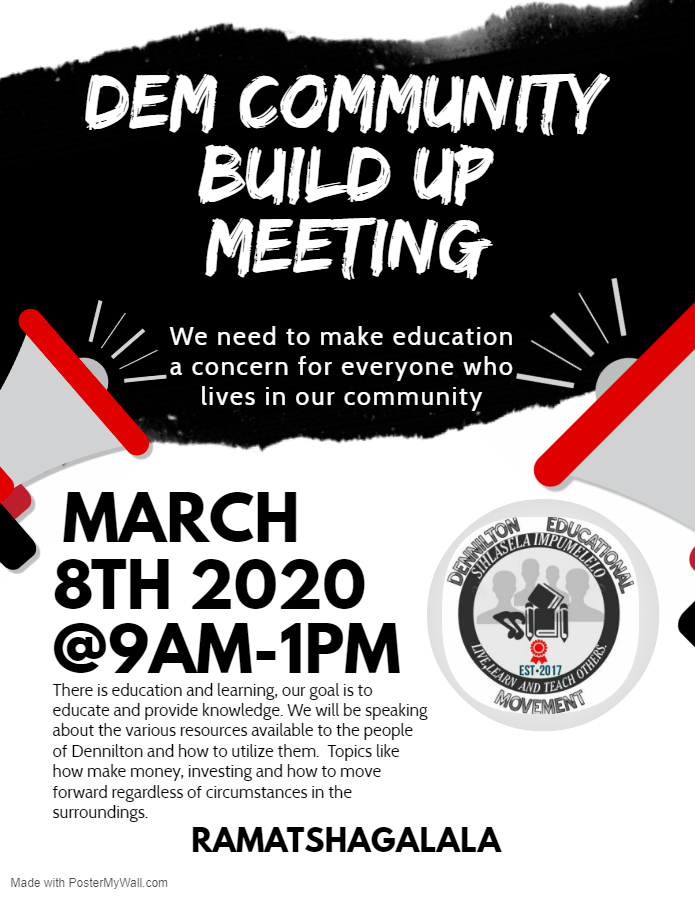 DEM COMMUNITY
BUILD UP
MEETING
We need to make education
a concern for everyone who
lives in our community
MARCH
8TH 2020
@9AM-1PM
DENNILTON EDUCATIONAL
SIHLASELA IMPUMELELO
EST•2017
LIVE,LEARN AND TEACH OTHERS.
MOVEMENT
There is education and learning, our goal is to
educate and provide knowledge. We will be speaking
about the various resources available to the people
of Dennilton and how to utilize them. Topics like
how make money, investing and how to move
forward regardless of circumstances in the
surroundings.
RAMATSHAGALALA
Made with PosterMyWall.com